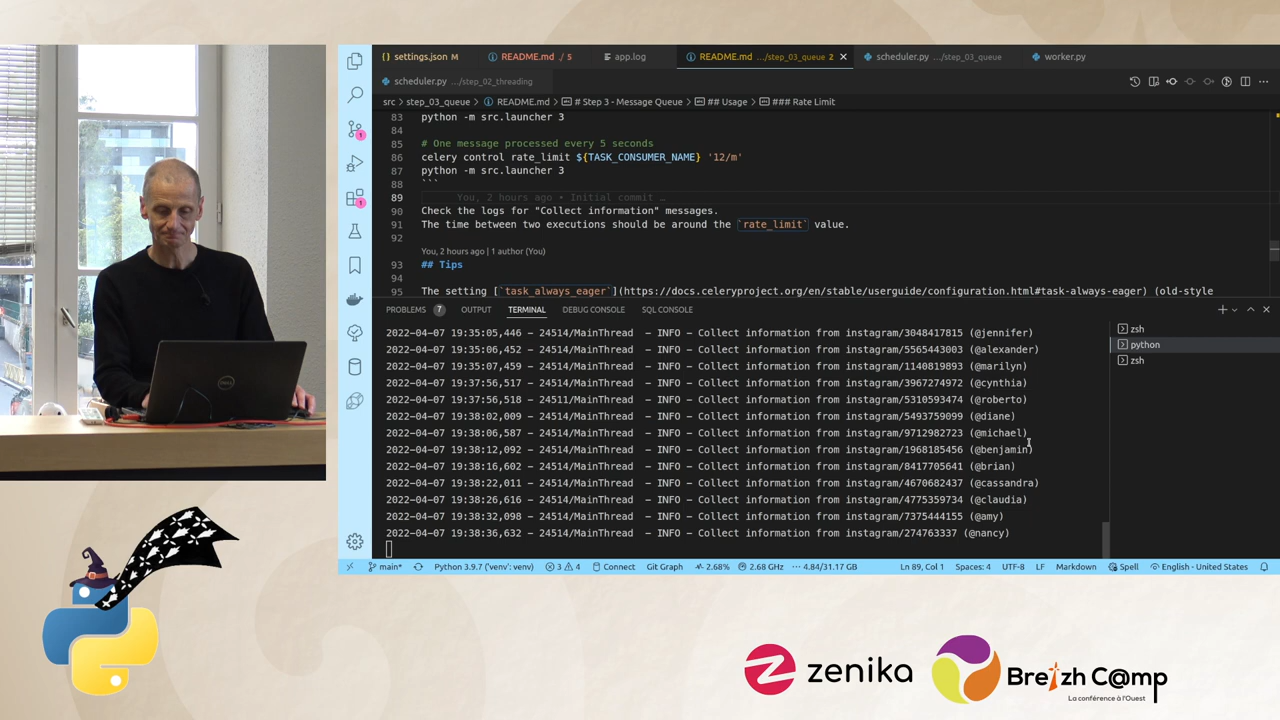 settings.json M
README.md ./ 5
app.log
README.md .../step_03_queue 2
scheduler.py .../step_03_queue
worker.py
scheduler.py .../step_02_threading
src > step_03_queue > README.md > # Step 3 - Message Queue > ## Usage > ### Rate Limit
83 python -m src.launcher 3
84
85 # One message processed every 5 seconds
86 celery control rate_limit ${TASK_CONSUMER_NAME} '12/m'
87 python -m src.launcher 3
88 ```
89 You, 2 hours ago • Initial commit …
90 Check the logs for "Collect information" messages.
91 The time between two executions should be around the `rate_limit` value.
92
You, 2 hours ago | 1 author (You)
93 ## Tips
94
95 The setting [`task_always_eager`](https://docs.celeryproject.org/en/stable/userguide/configuration.html#task-always-eager) (old-style
PROBLEMS 7
OUTPUT
TERMINAL
DEBUG CONSOLE
SQL CONSOLE
2022-04-07 19:35:05,446 - 24514/MainThread - INFO - Collect information from instagram/3048417815 (@jennifer)
2022-04-07 19:35:06,452 - 24514/MainThread - INFO - Collect information from instagram/5565443003 (@alexander)
2022-04-07 19:35:07,459 - 24514/MainThread - INFO - Collect information from instagram/1140819893 (@marilyn)
2022-04-07 19:37:56,517 - 24514/MainThread - INFO - Collect information from instagram/3967274972 (@cynthia)
2022-04-07 19:37:56,518 - 24511/MainThread - INFO - Collect information from instagram/5310593474 (@roberto)
2022-04-07 19:38:02,009 - 24514/MainThread - INFO - Collect information from instagram/5493759099 (@diane)
2022-04-07 19:38:06,587 - 24514/MainThread - INFO - Collect information from instagram/9712982723 (@michael)
2022-04-07 19:38:12,092 - 24514/MainThread - INFO - Collect information from instagram/1968185456 (@benjamin)
2022-04-07 19:38:16,602 - 24514/MainThread - INFO - Collect information from instagram/8417705641 (@brian)
2022-04-07 19:38:22,011 - 24514/MainThread - INFO - Collect information from instagram/4670682437 (@cassandra)
2022-04-07 19:38:26,616 - 24514/MainThread - INFO - Collect information from instagram/4775359734 (@claudia)
2022-04-07 19:38:32,098 - 24514/MainThread - INFO - Collect information from instagram/7375444155 (@amy)
2022-04-07 19:38:36,632 - 24514/MainThread - INFO - Collect information from instagram/274763337 (@nancy)
zsh
python
zsh
main*
Python 3.9.7 ('venv': venv)
3
4
Connect
Git Graph
2.68%
2.68 GHz
4.84/31.17 GB
Ln 89, Col 1
Spaces: 4
UTF-8
LF
Markdown
Spell
English - United States
DELL
zenika
Breizh C@mp
La conférence à l'Ouest